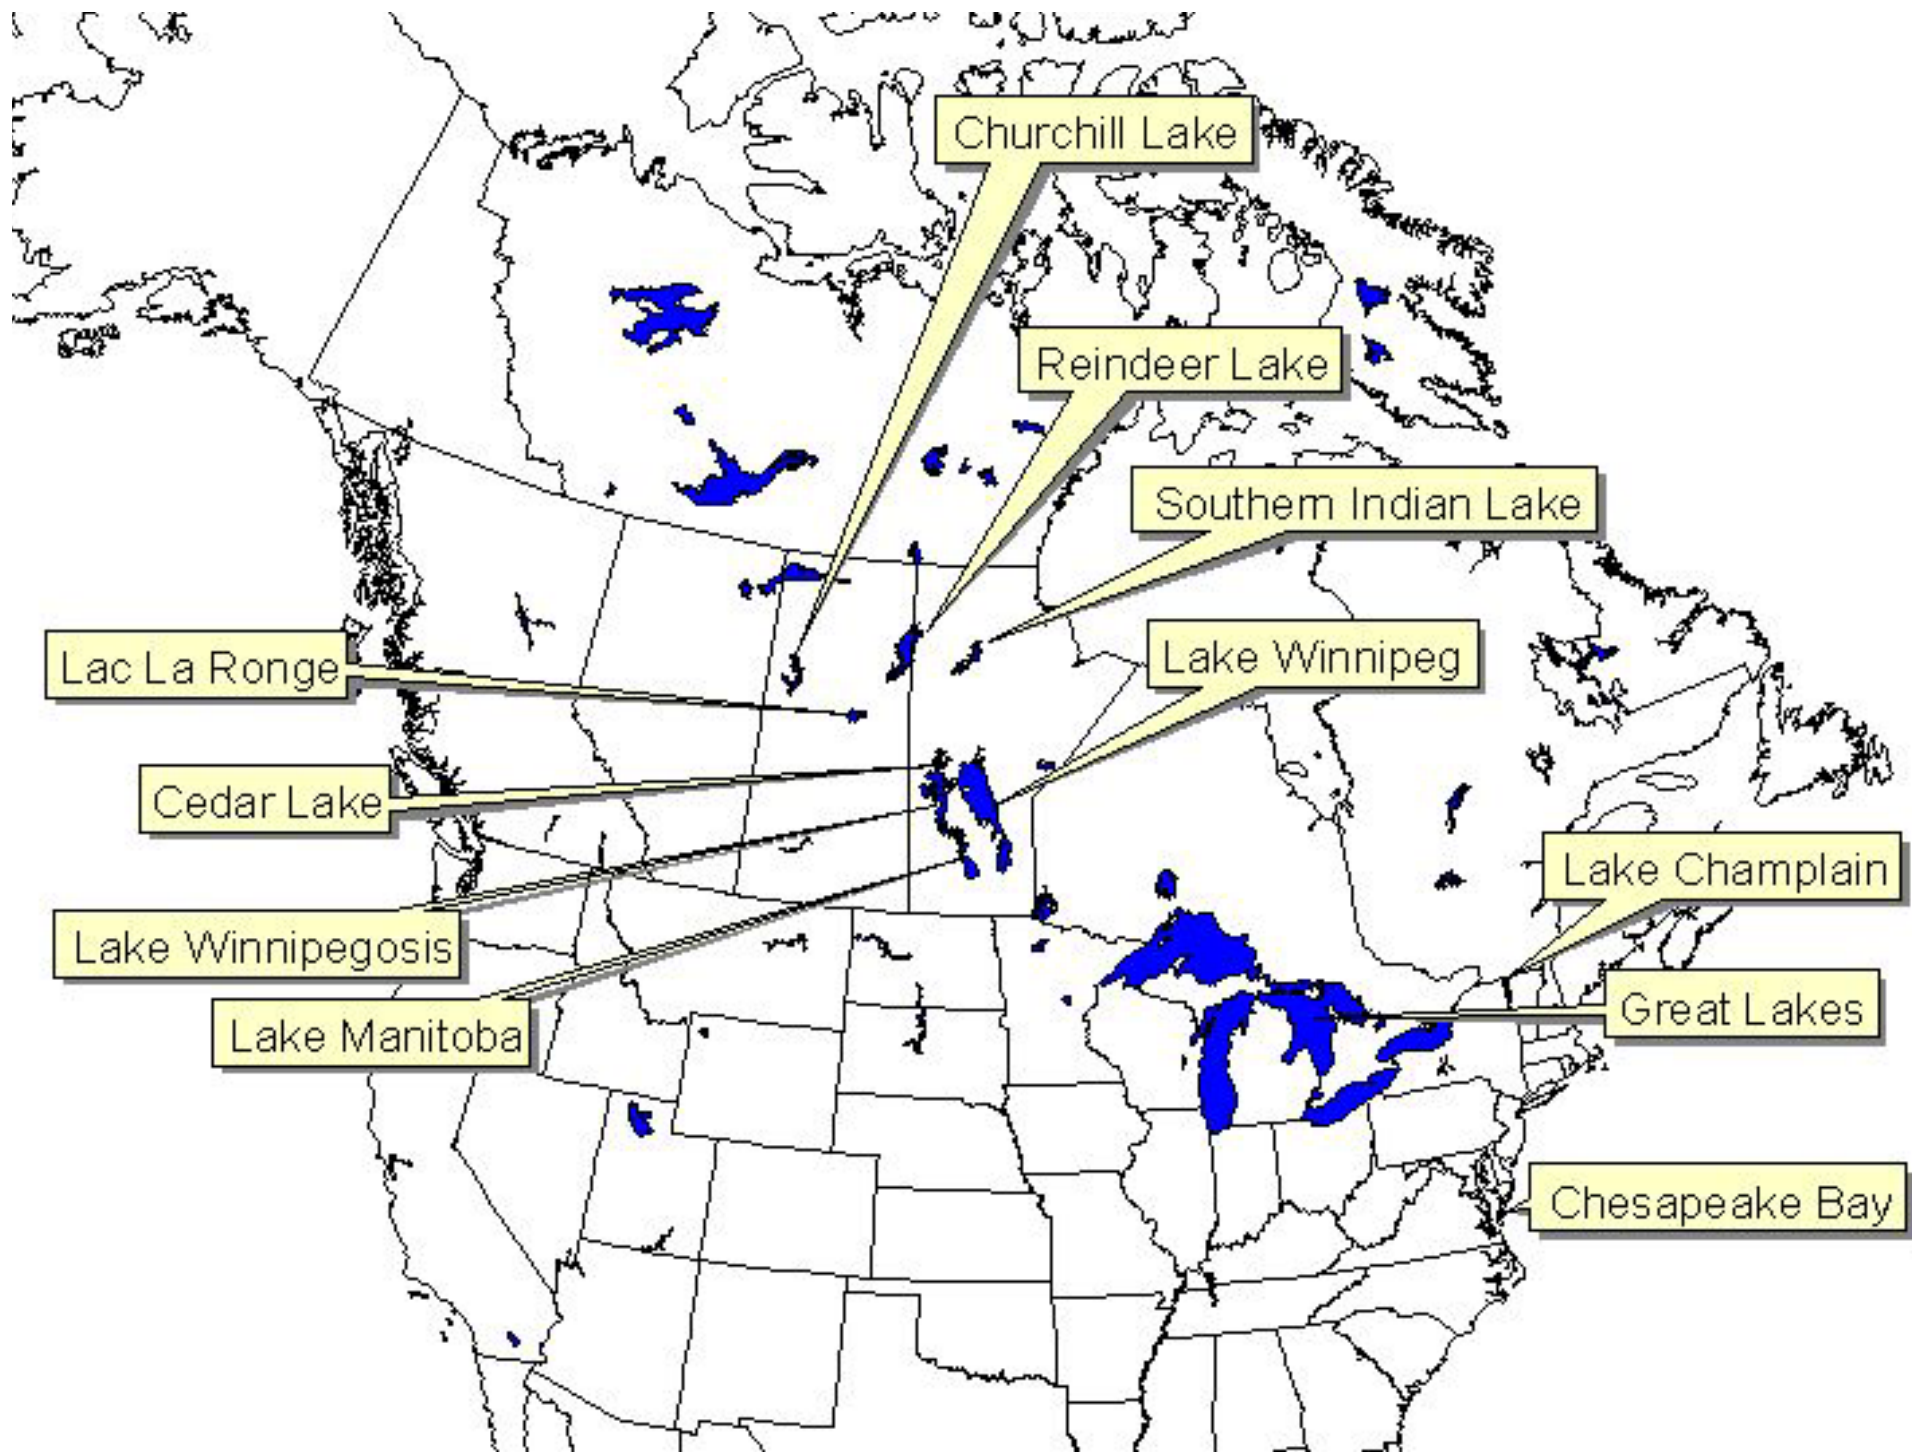 Churchill Lake
Reindeer Lake
Southern Indian Lake
Lac La Ronge
Lake Winnipeg
Cedar Lake
Lake Champlain
Lake Winnipegosis
Great Lakes
Lake Manitoba
Chesapeake Bay